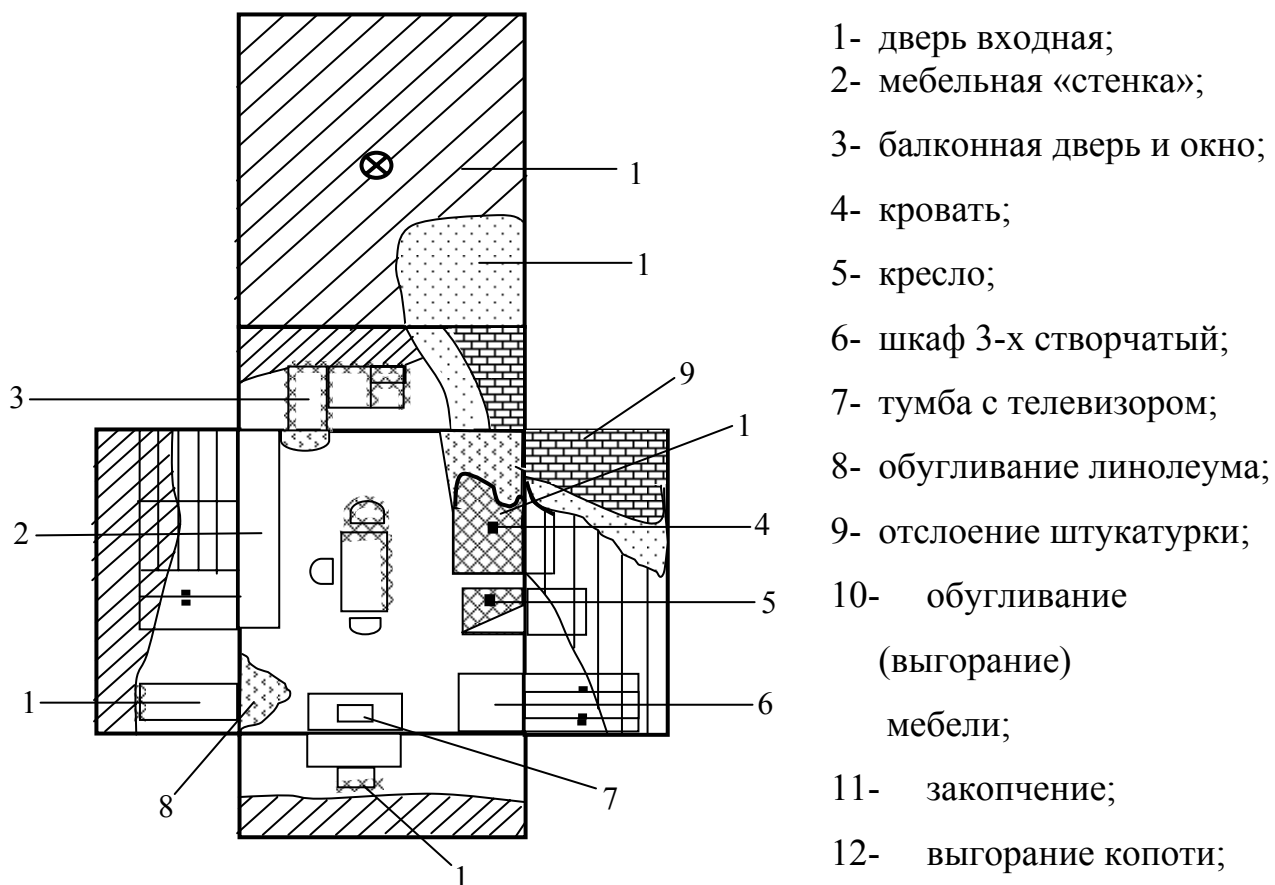 1- дверь входная;
2- мебельная «стенка»;
3- балконная дверь и окно;
4- кровать;
5- кресло;
6- шкаф 3-х створчатый;
7- тумба с телевизором;
8- обугливание линолеума;
9- отслоение штукатурки;
10- обугливание
(выгорание)
мебели;
11- закопчение;
12- выгорание копоти;
1
1
9
3
1
2
4
5
1
6
8
7
1